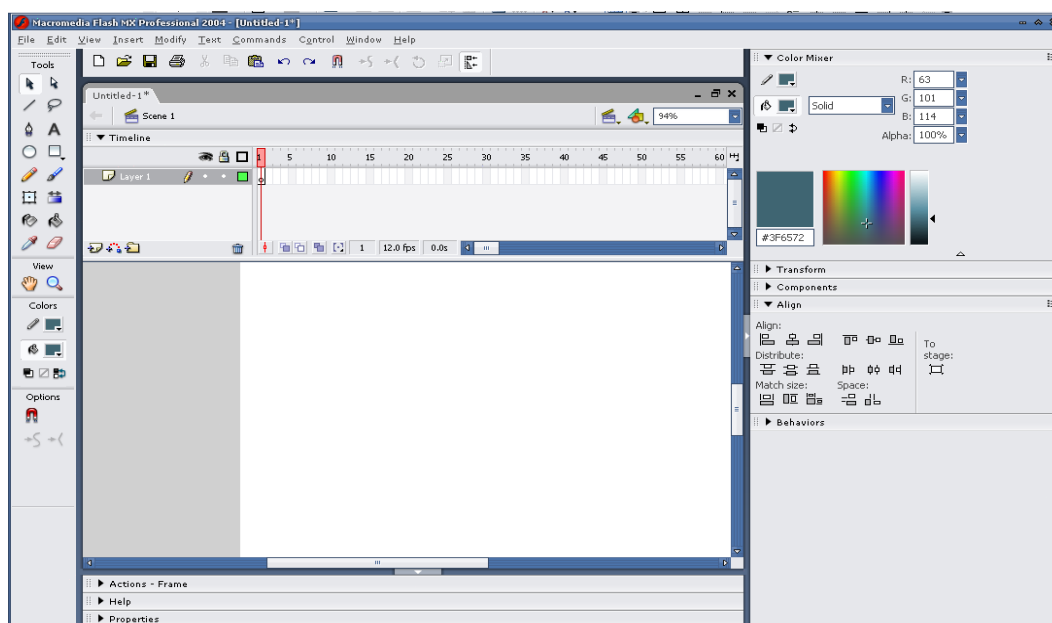 Macromedia Flash MX Professional 2004 - [Untitled-1*]
File Edit View Insert Modify Text Commands Control Window Help
Tools
View
Colors
Options
Untitled-1*
Scene 1
94%
Timeline
1 5 10 15 20 25 30 35 40 45 50 55 60
Layer 1
1 12.0 fps 0.0s
Actions - Frame
Help
Properties
Color Mixer
R: 63
Solid
G: 101
B: 114
Alpha: 100%
#3F6572
Transform
Components
Align
Align:
To stage:
Distribute:
Match size: Space:
Behaviors